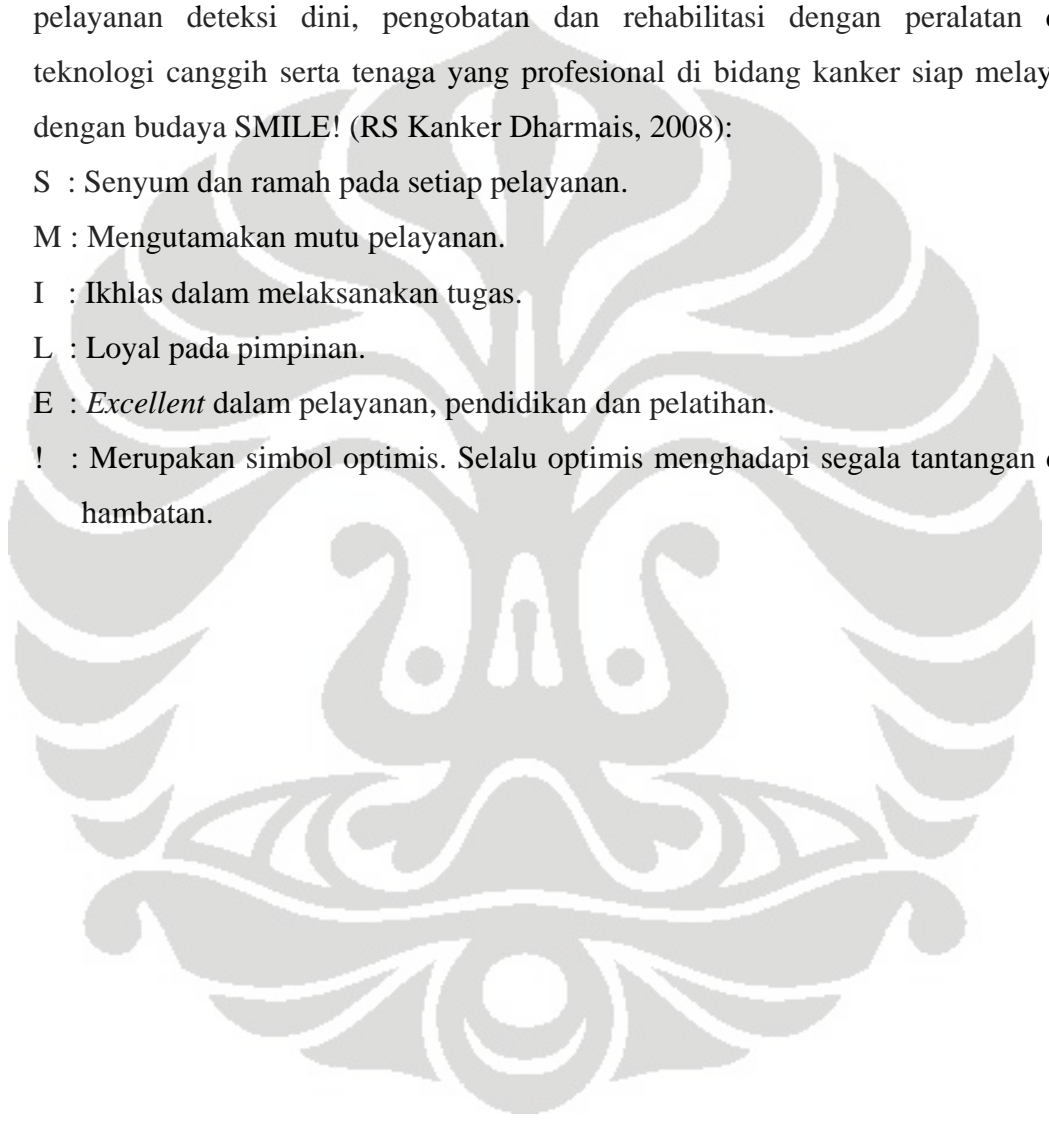 pelayanan deteksi dini, pengobatan dan rehabilitasi dengan peralatan
teknologi canggih serta tenaga yang profesional di bidang kanker siap
dengan budaya SMILE! (RS Kanker Dharmais, 2008):
S : Senyum dan ramah pada setiap pelayanan.
M : Mengutamakan mutu pelayanan.
I : Ikhlas dalam melaksanakan tugas.
L : Loyal pada pimpinan.
E : Excellent dalam pelayanan, pendidikan dan pelatihan.
! : Merupakan simbol optimis. Selalu optimis menghadapi segala tantangan
hambatan.